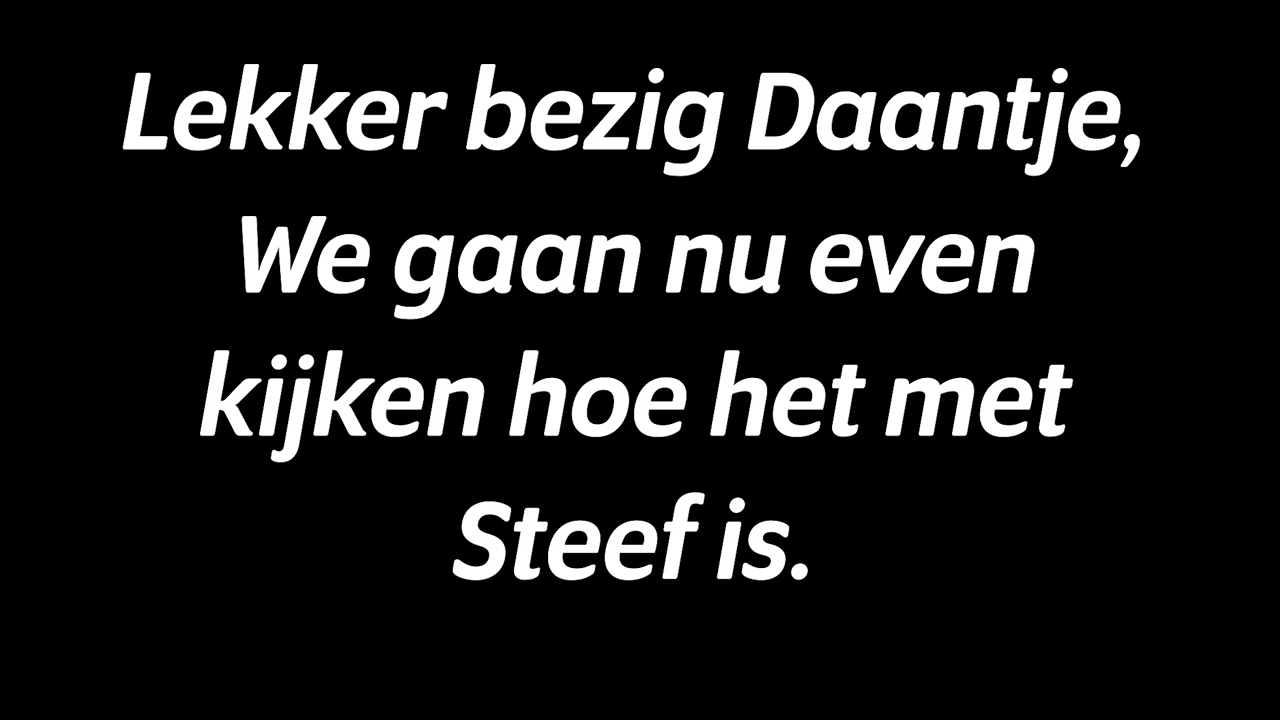 Lekker bezig Daantje,
We gaan nu even
kijken hoe het met
Steef is.